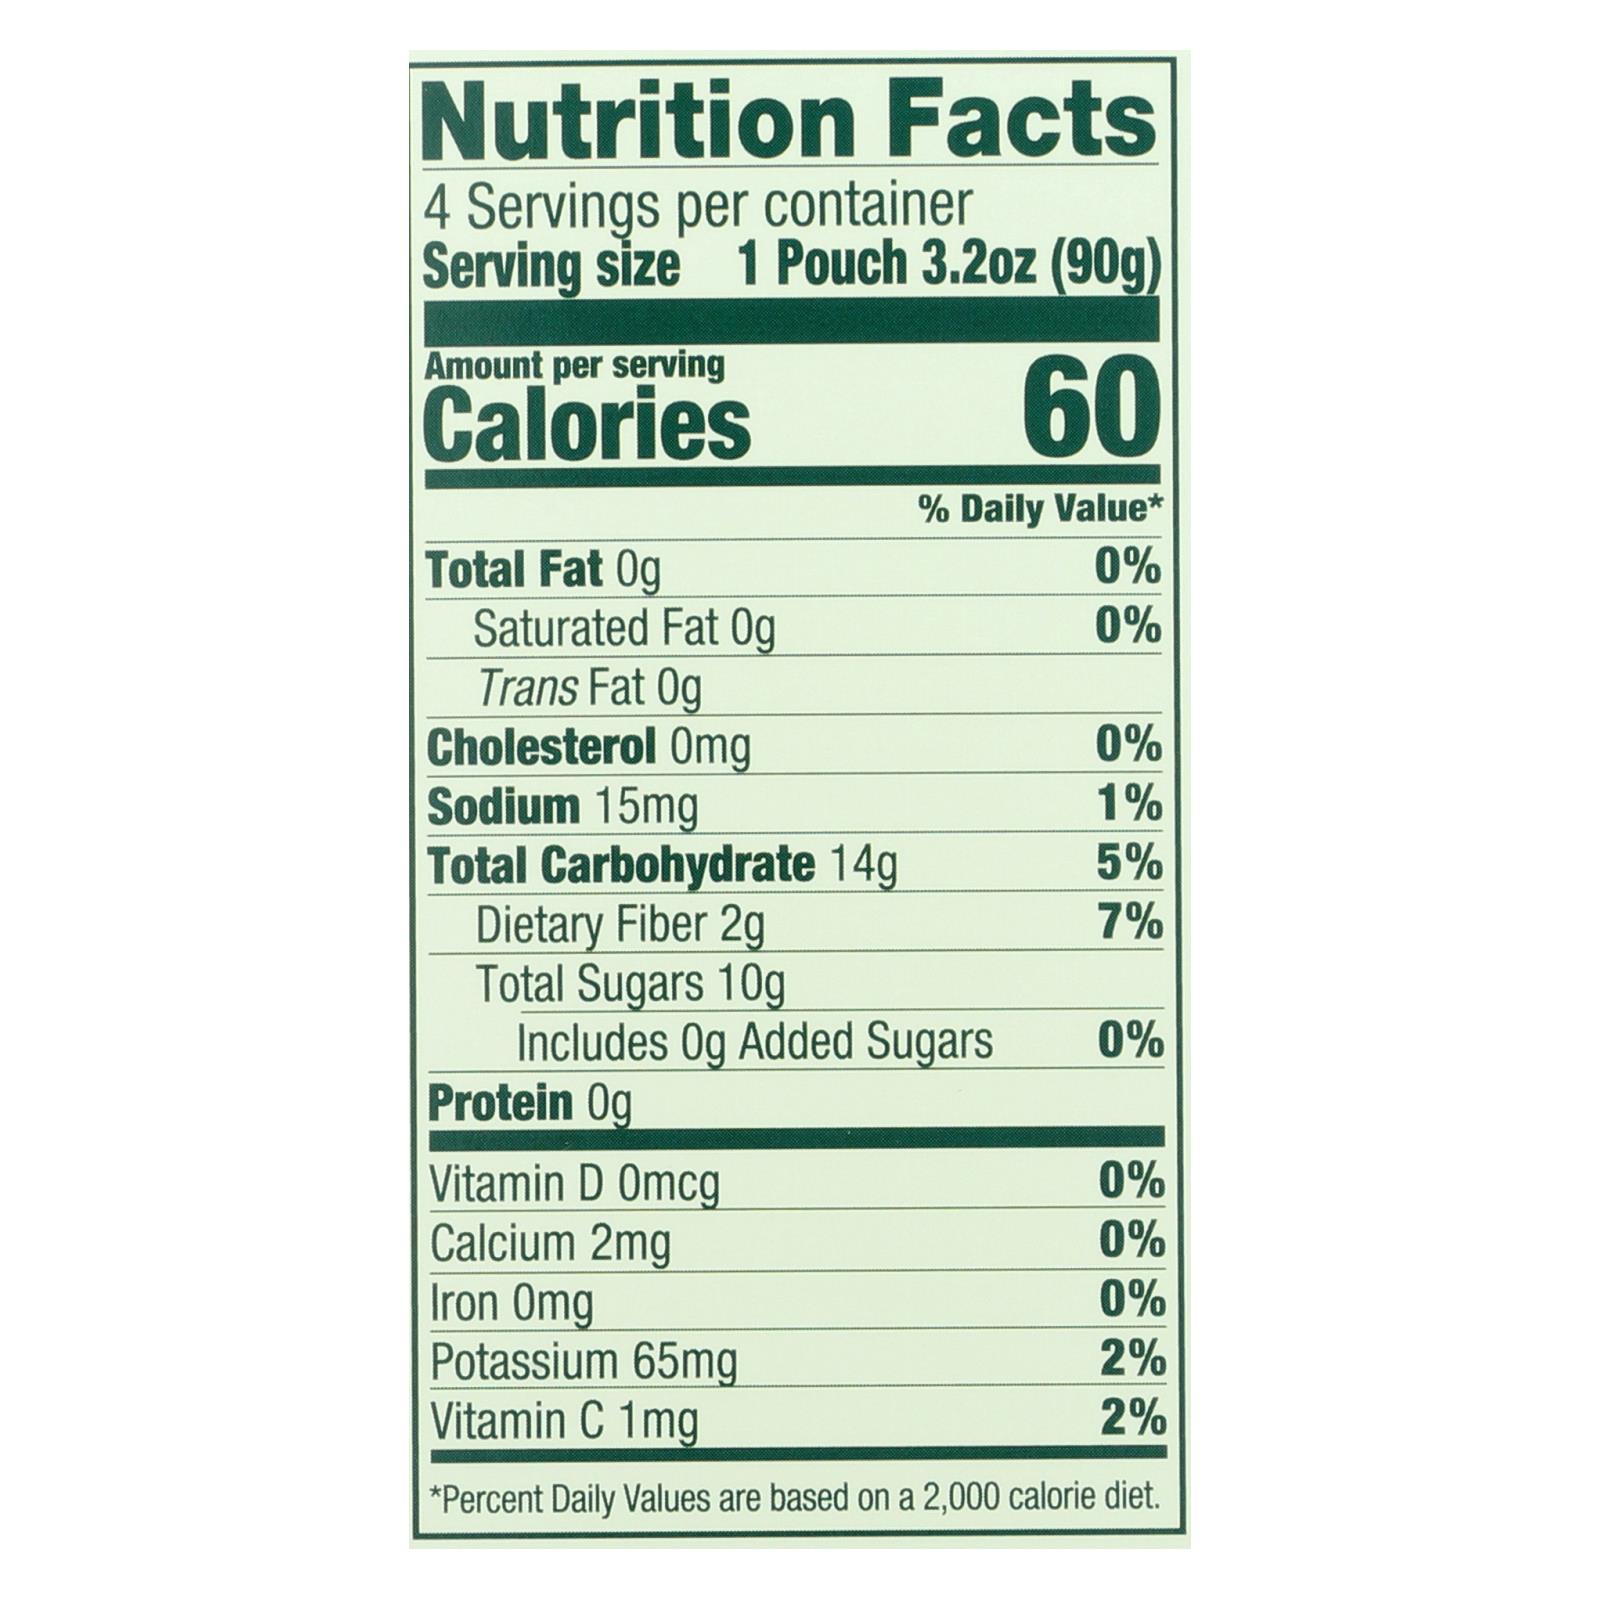 Nutrition Facts
4 Servings per container
Serving size 1 Pouch 3.2oz (90g)
Amount per serving
Calories 60
% Daily Value*
Total Fat 0g 0%
Saturated Fat 0g 0%
Trans Fat 0g
Cholesterol 0mg 0%
Sodium 15mg 1%
Total Carbohydrate 14g 5%
Dietary Fiber 2g 7%
Total Sugars 10g
Includes 0g Added Sugars 0%
Protein 0g
Vitamin D 0mcg 0%
Calcium 2mg 0%
Iron 0mg 0%
Potassium 65mg 2%
Vitamin C 1mg 2%
*Percent Daily Values are based on a 2,000 calorie diet.